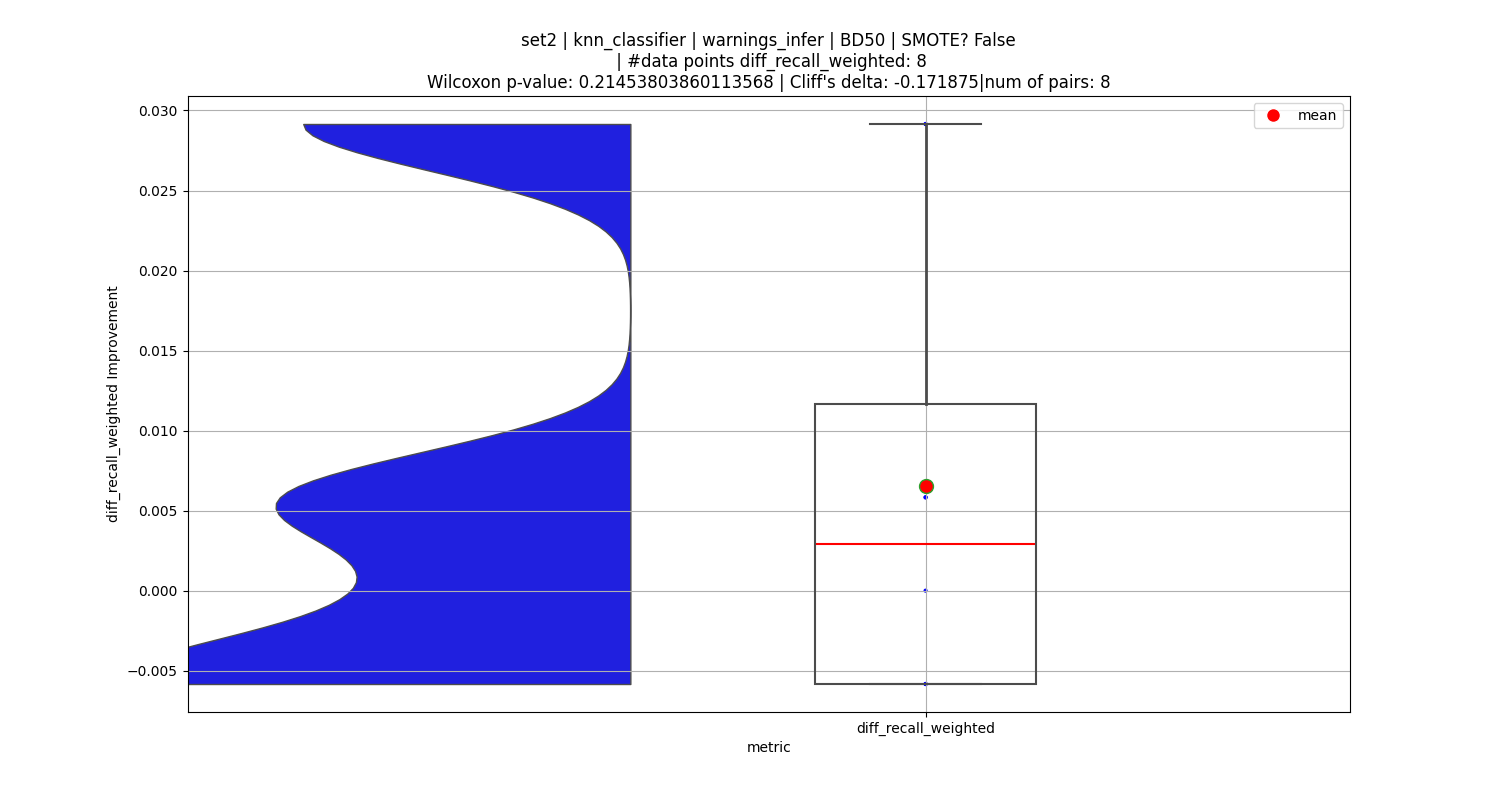 set2 | knn_classifier | warnings_infer | BD50 | SMOTE? False
| #data points diff_recall_weighted: 8
Wilcoxon p-value: 0.21453803860113568 | Cliff's delta: -0.171875|num of pairs: 8
mean
0.030
0.025
0.020
0.015
0.010
0.005
0.000
−0.005
diff_recall_weighted Improvement
diff_recall_weighted
metric